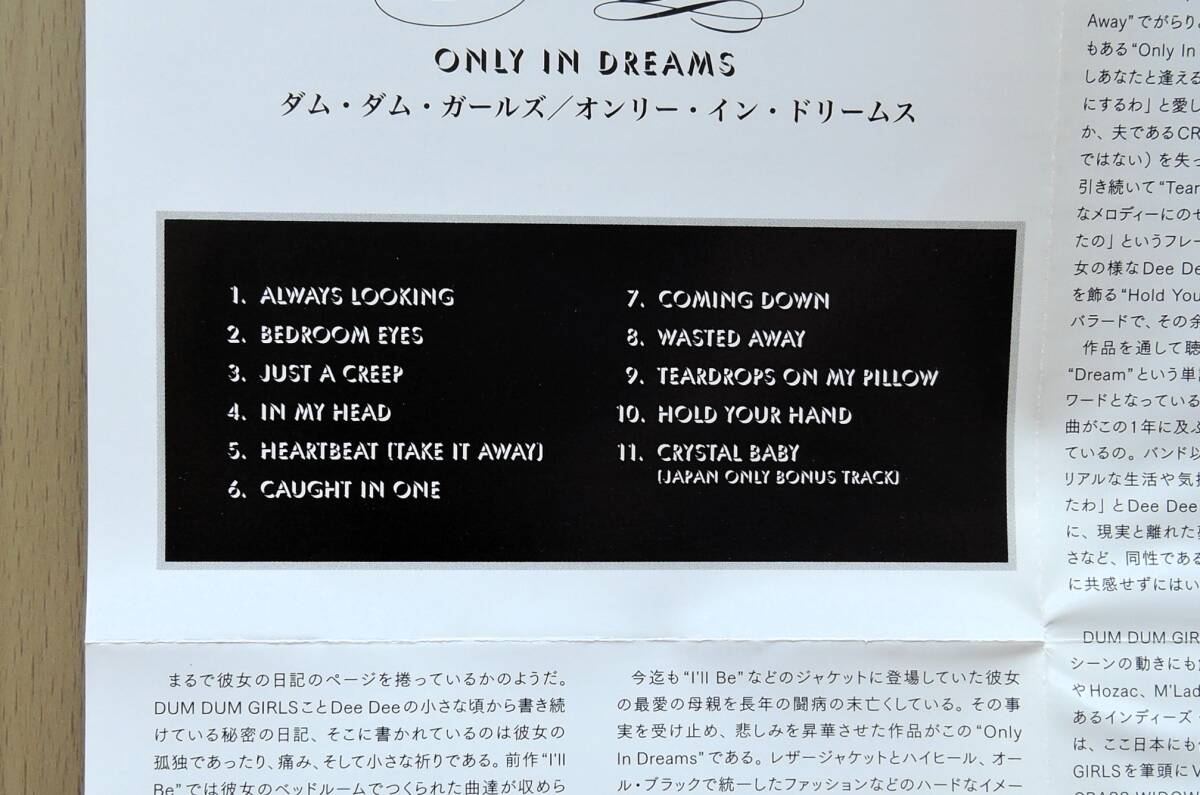 ONLY IN DREAMS
ダム・ダム・ガールズ／オンリー・イン・ドリームス
1. ALWAYS LOOKING
2. BEDROOM EYES
3. JUST A CREEP
4. IN MY HEAD
5. HEARTBEAT (TAKE IT AWAY)
6. CAUGHT IN ONE
7. COMING DOWN
8. WASTED AWAY
9. TEARDROPS ON MY PILLOW
10. HOLD YOUR HAND
11. CRYSTAL BABY
(JAPAN ONLY BONUS TRACK)
まるで彼女の日記のページを捲っているかのようだ。
DUM DUM GIRLSことDee Deeの小さな頃から書き続
けている秘密の日記、そこに書かれているのは彼女の
孤独であったり、痛み、そして小さな祈りである。前作“I'll
Be”では彼女のベッドルームでつくられた曲達が収めら
今迄も“I'll Be”などのジャケットに登場していた彼女
の最愛の母親を長年の闘病の末亡くしている。その事
実を受け止め、悲しみを昇華させた作品がこの“Only
In Dreams”である。レザージャケットとハイヒール、オー
ル・ブラックで統一したファッションなどのハードなイメー
Away”でがらり
もある“Only In
しあなたと逢える
にするわ」と愛し
か、夫であるCR
ではない）を失っ
引き続いて“Tear
なメロディーにのせ
たの」というフレー
女の様なDee De
を飾る“Hold You
バラードで、その余
作品を通して聴
“Dream”という単
ワードとなっている
曲がこの1年に及ぶ
ているの。バンド以
リアルな生活や気持
たわ」とDee Dee
に、現実と離れた
さなど、同性である
に共感せずにはい
DUM DUM GIR
シーンの動きにも
やHozac、M'Lad
あるインディーズ
は、ここ日本にも
GIRLSを筆頭にV
GRASS WIDOW